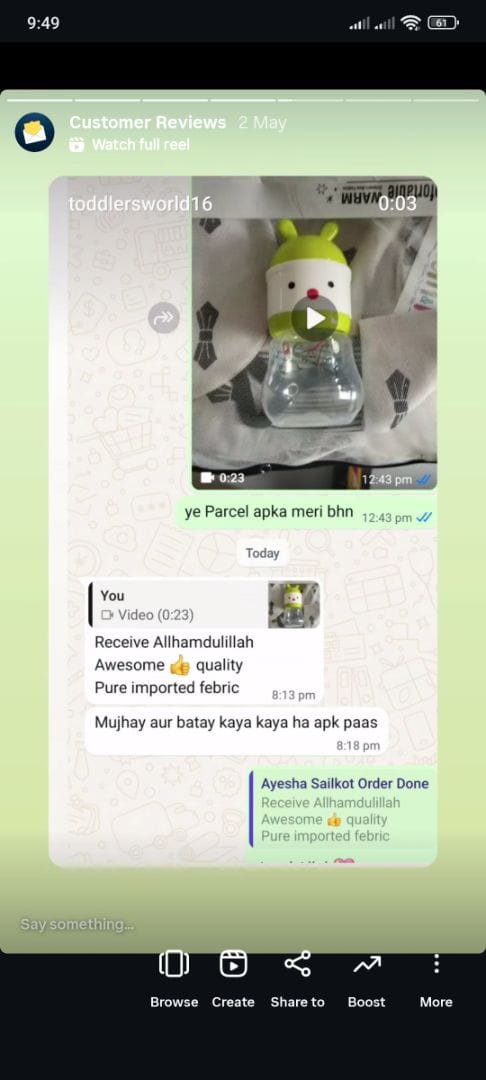 9:49
61
Customer Reviews 2 May
Watch full reel
toddlersworld16
0:03
WARM
0:23
12:43 pm
ye Parcel apka meri bhn 12:43 pm
Today
You
Video (0:23)
Receive Allhamdulillah
Awesome 👍 quality
Pure imported febric 8:13 pm
Mujhay aur batay kaya kaya ha apk paas
8:18 pm
Ayesha Sailkot Order Done
Receive Allhamdulillah
Awesome 👍 quality
Pure imported febric
Say something...
Browse Create Share to Boost More